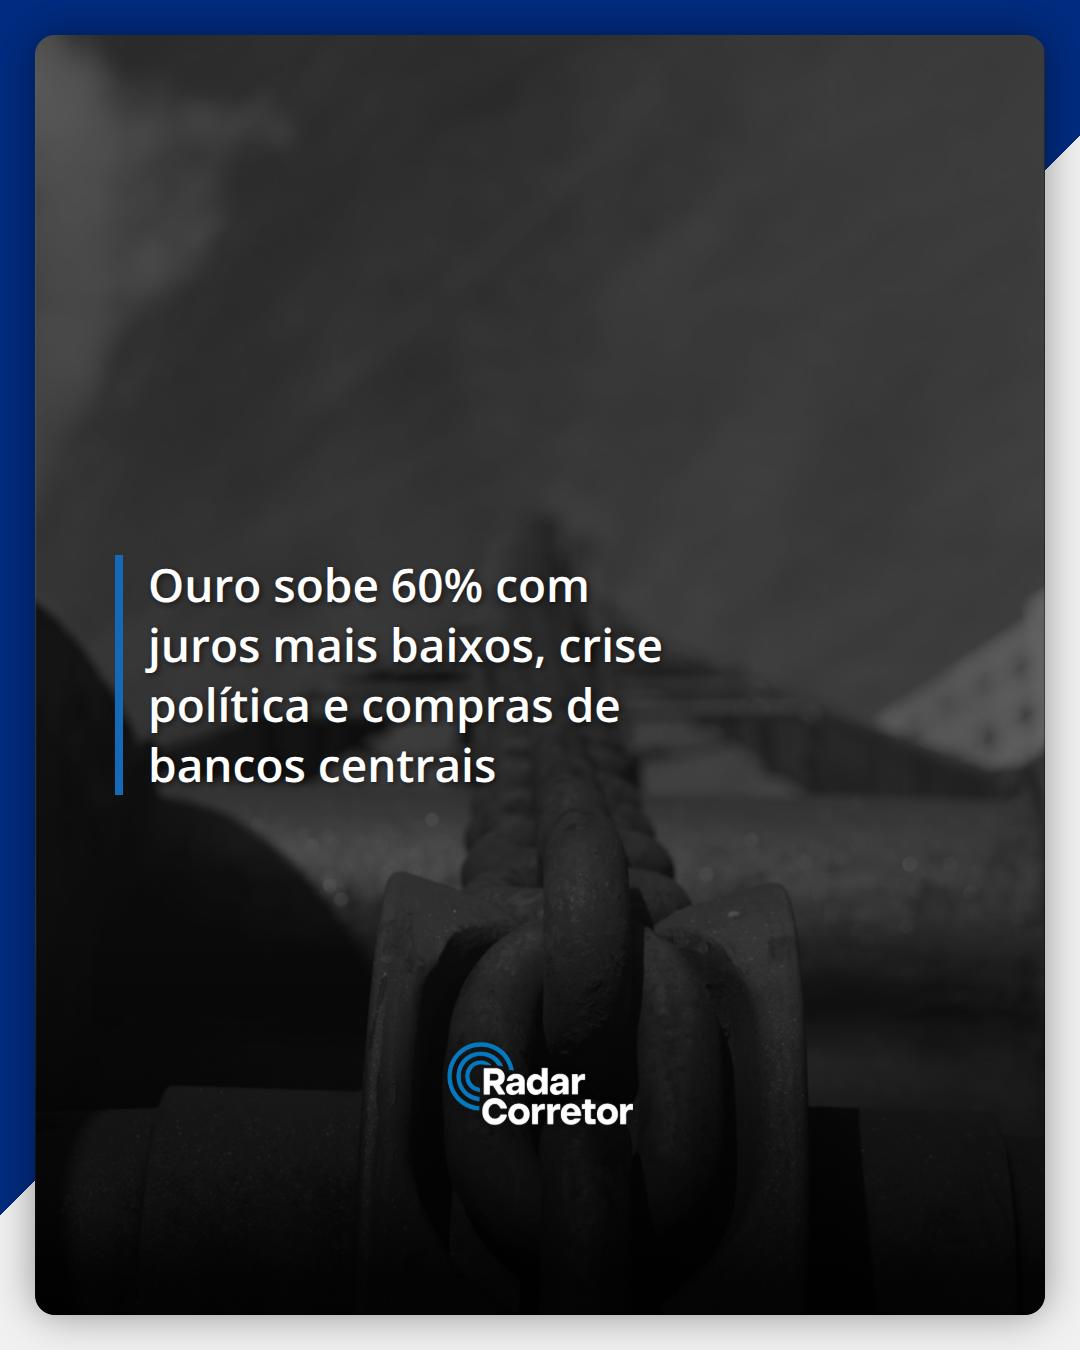 Ouro sobe 60% com
juros mais baixos, crise
política e compras de
bancos centrais
Radar
Corretor